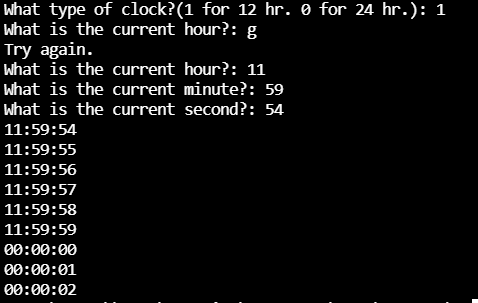 What type of clock?(1 for 12 hr. 0 for 24 hr.): 1
What is the current hour?: g
Try again.
What is the current hour?: 11
What is the current minute?: 59
What is the current second?: 54
11:59:54
11:59:55
11:59:56
11:59:57
11:59:58
11:59:59
00:00:00
00:00:01
00:00:02